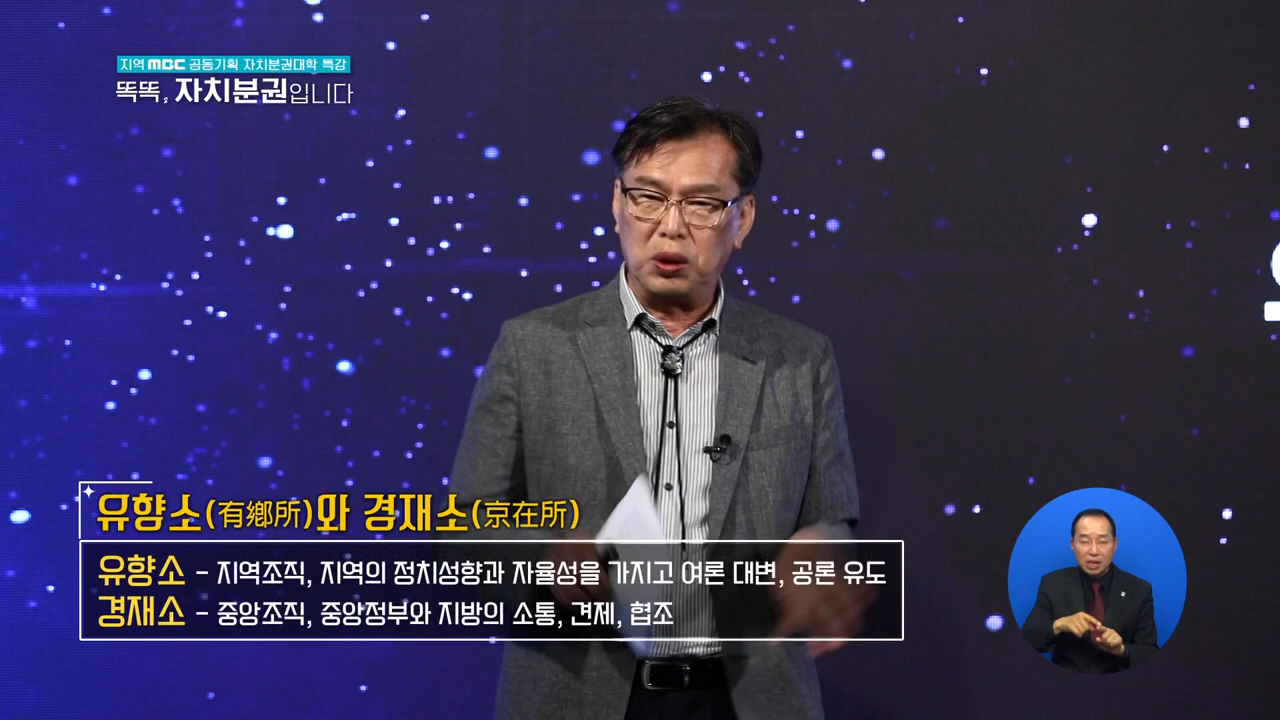 지역 MBC 공동기획 자치분권대학 특강
똑똑, 자치분권입니다
유향소(有鄕所)와 경재소(京在所)
유향소 - 지역조직, 지역의 정치성향과 자율성을 가지고 여론 대변, 공론 유도
경재소 - 중앙조직, 중앙정부와 지방의 소통, 견제, 협조